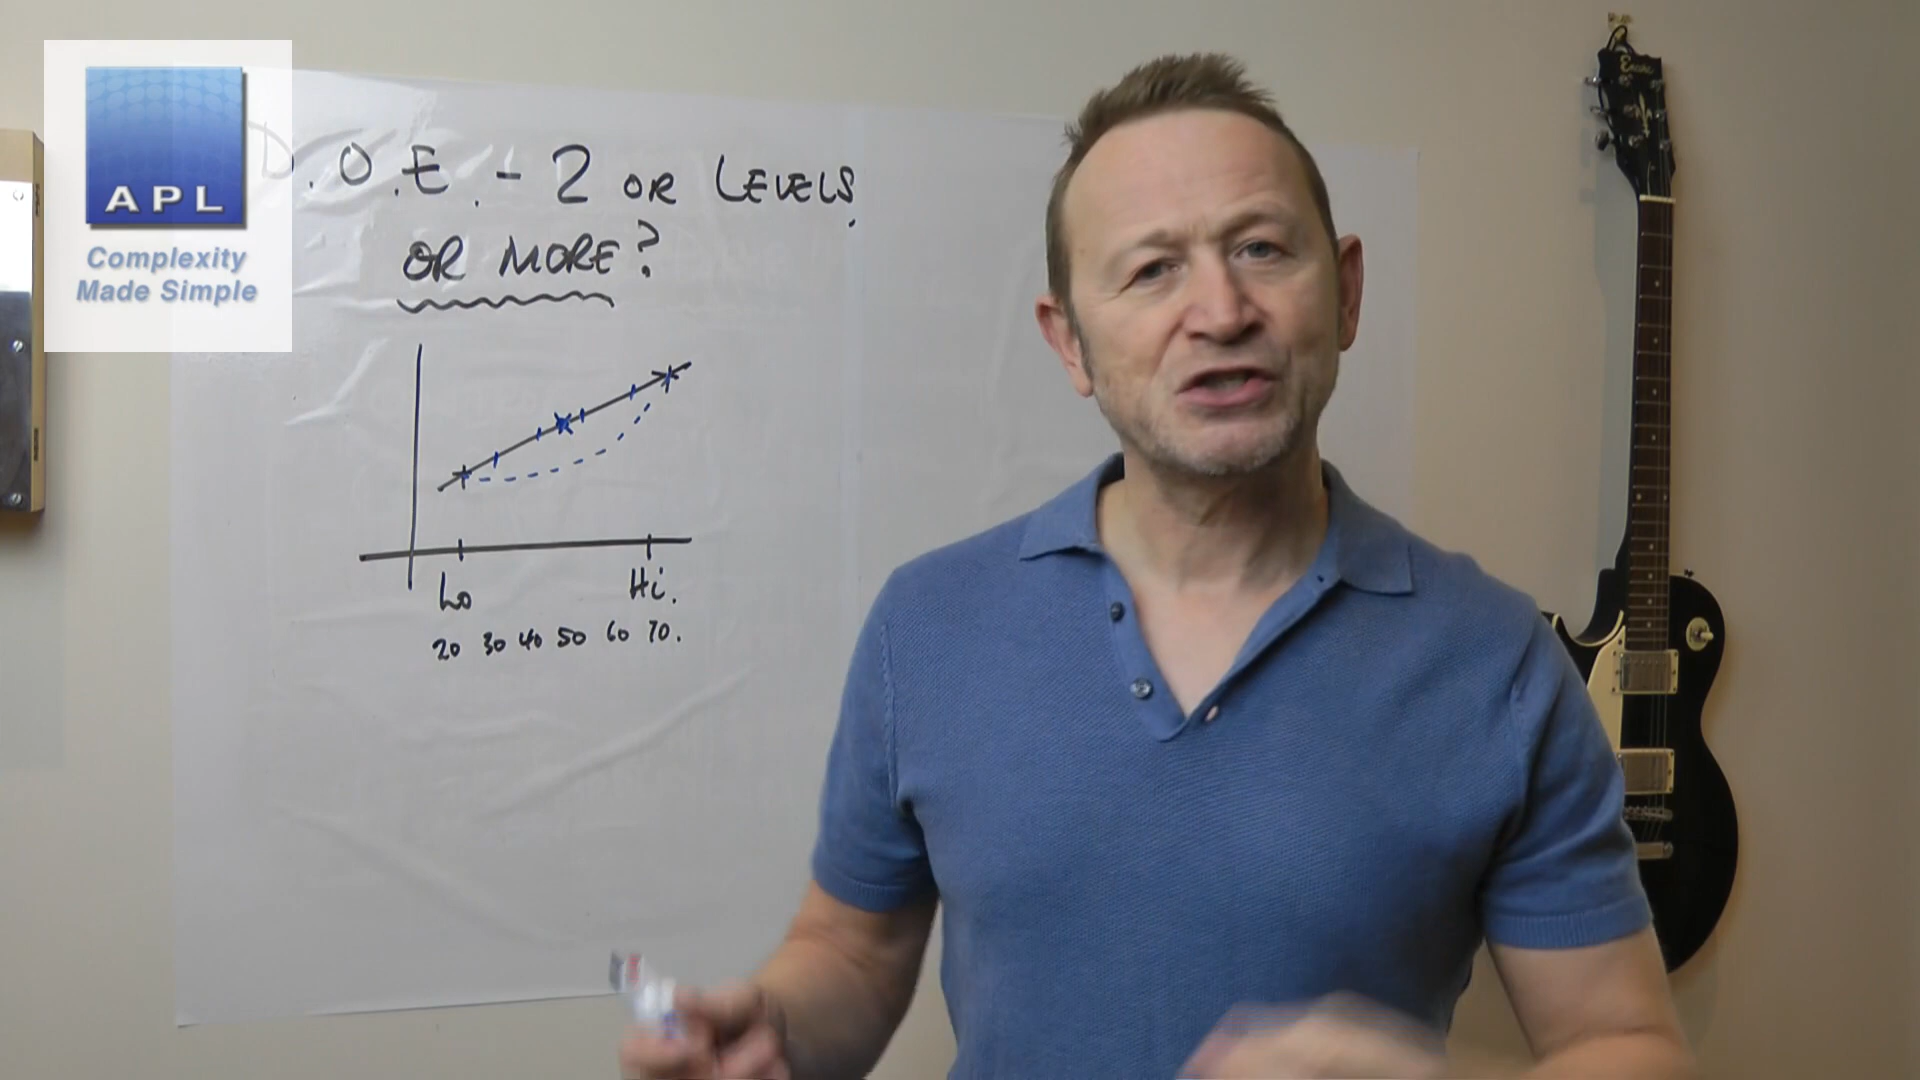 APL
Complexity
Made Simple
D.O.E. - 2 OR LEVELS.
OR MORE?
Lo Hi.
20 30 40 50 60 70.